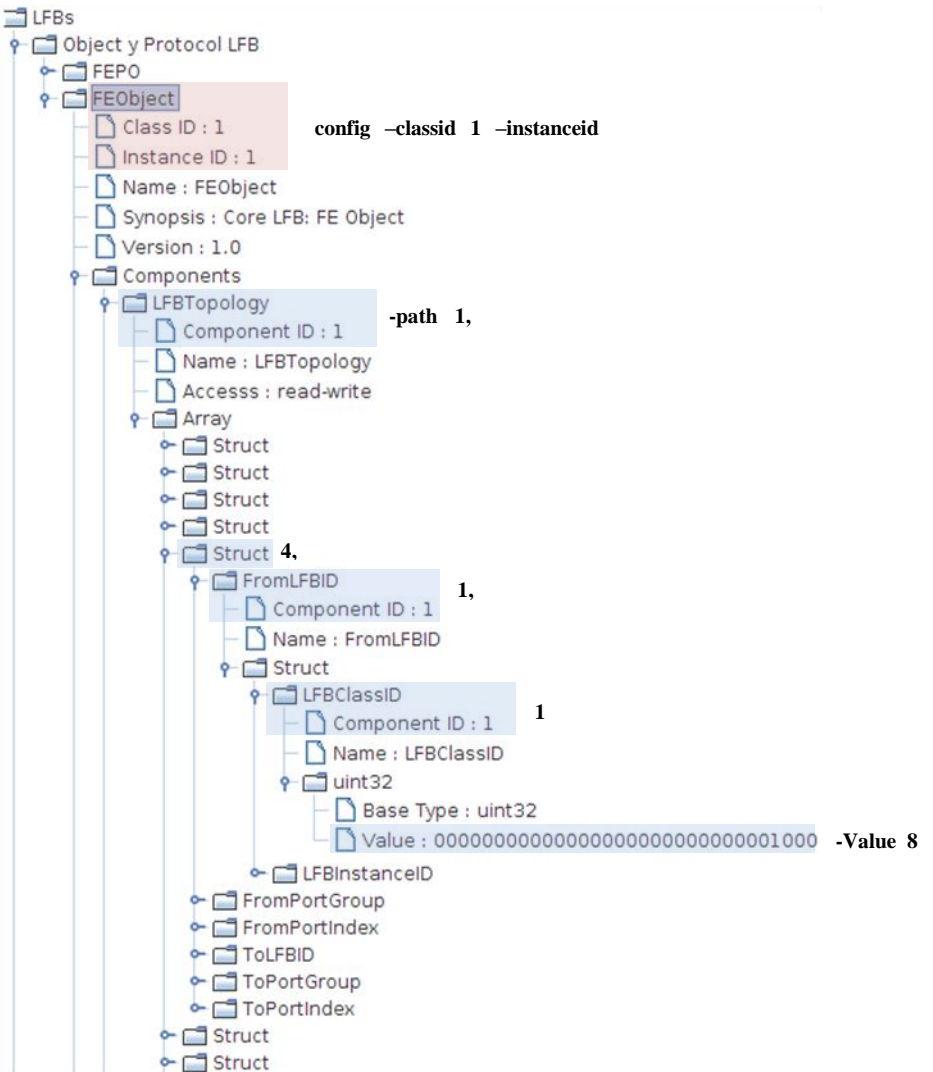 LFBs
Object y Protocol LFB
FEPO
FEObject
Class ID : 1
config –classid 1 –instanceid
Instance ID : 1
Name : FEObject
Synopsis : Core LFB: FE Object
Version : 1.0
Components
LFBTopology
-path 1,
Component ID : 1
Name : LFBTopology
Accesss : read-write
Array
Struct
Struct
Struct
Struct
Struct 4,
FromLFBID
1,
Component ID : 1
Name : FromLFBID
Struct
LFBClassID
1
Component ID : 1
Name : LFBClassID
uint32
Base Type : uint32
Value : 00000000000000000000000000001000 -Value 8
LFBInstanceID
FromPortGroup
FromPortIndex
ToLFBID
ToPortGroup
ToPortIndex
Struct
Struct